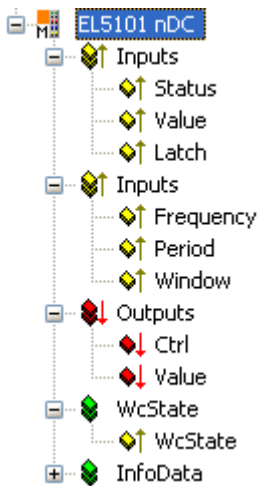 EL5101 nDC
Inputs
Status
Value
Latch
Inputs
Frequency
Period
Window
Outputs
Ctrl
Value
WcState
WcState
InfoData